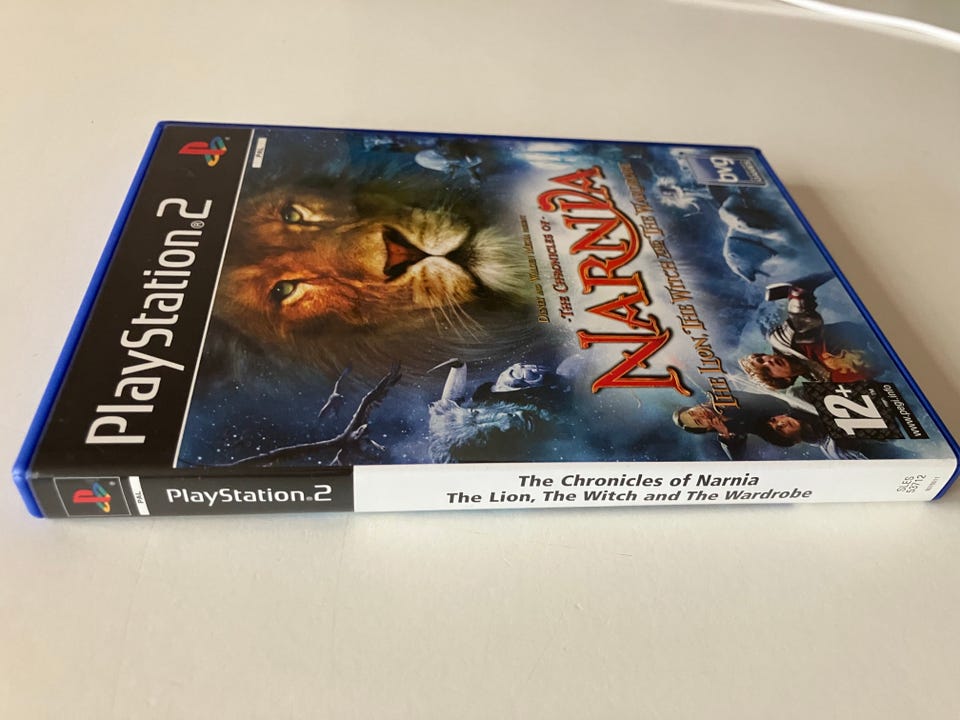 PlayStation®2
PAL
DISNEY AND WALDEN MEDIA PRESENT
·THE CHRONICLES OF·
NARNIA
THE LION, THE WITCH AND THE WARDROBE
bvg
12+
www.pegi.info
PAL
PlayStation®2
The Chronicles of Narnia
The Lion, The Witch and The Wardrobe
SLES
53712